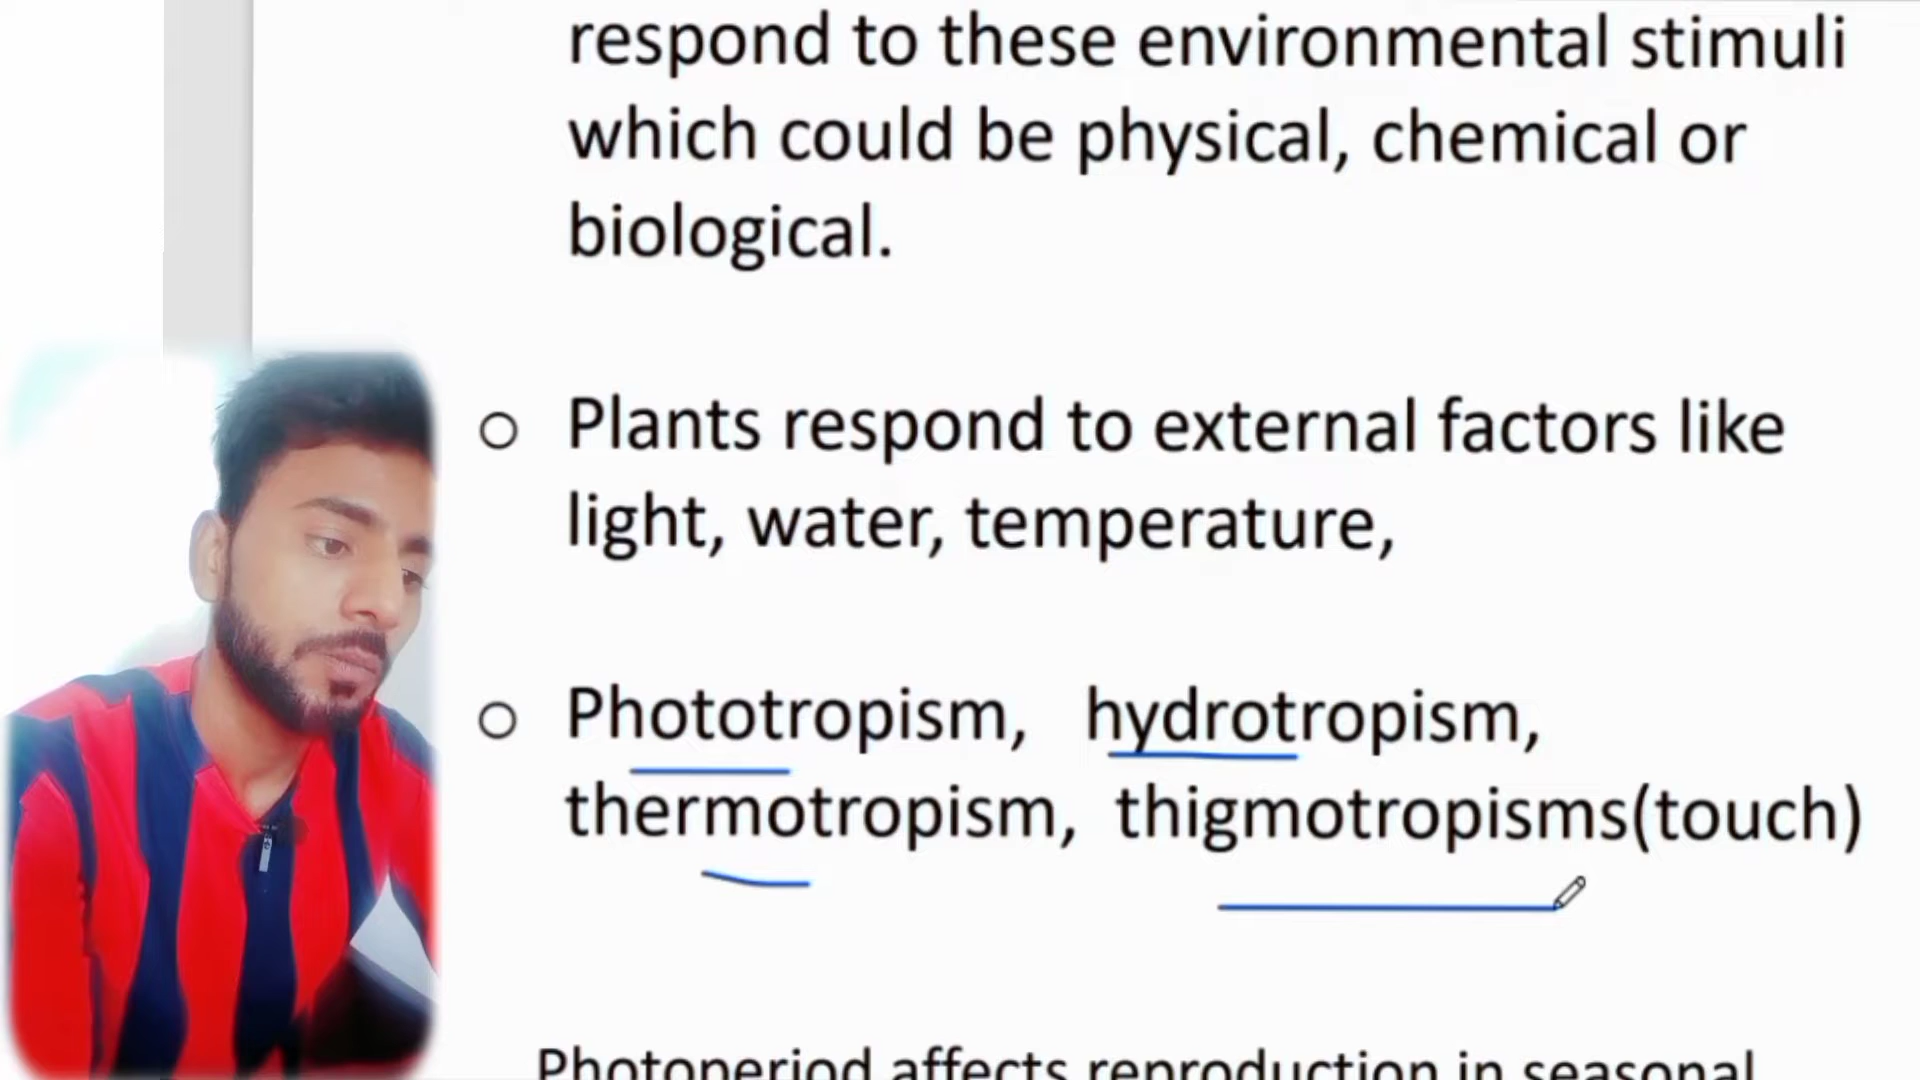 respond to these environmental stimuli
which could be physical, chemical or
biological.
Plants respond to external factors like
light, water, temperature,
Phototropism, hydrotropism,
thermotropism, thigmotropisms(touch)
Photoperiod affects reproduction in seasonal